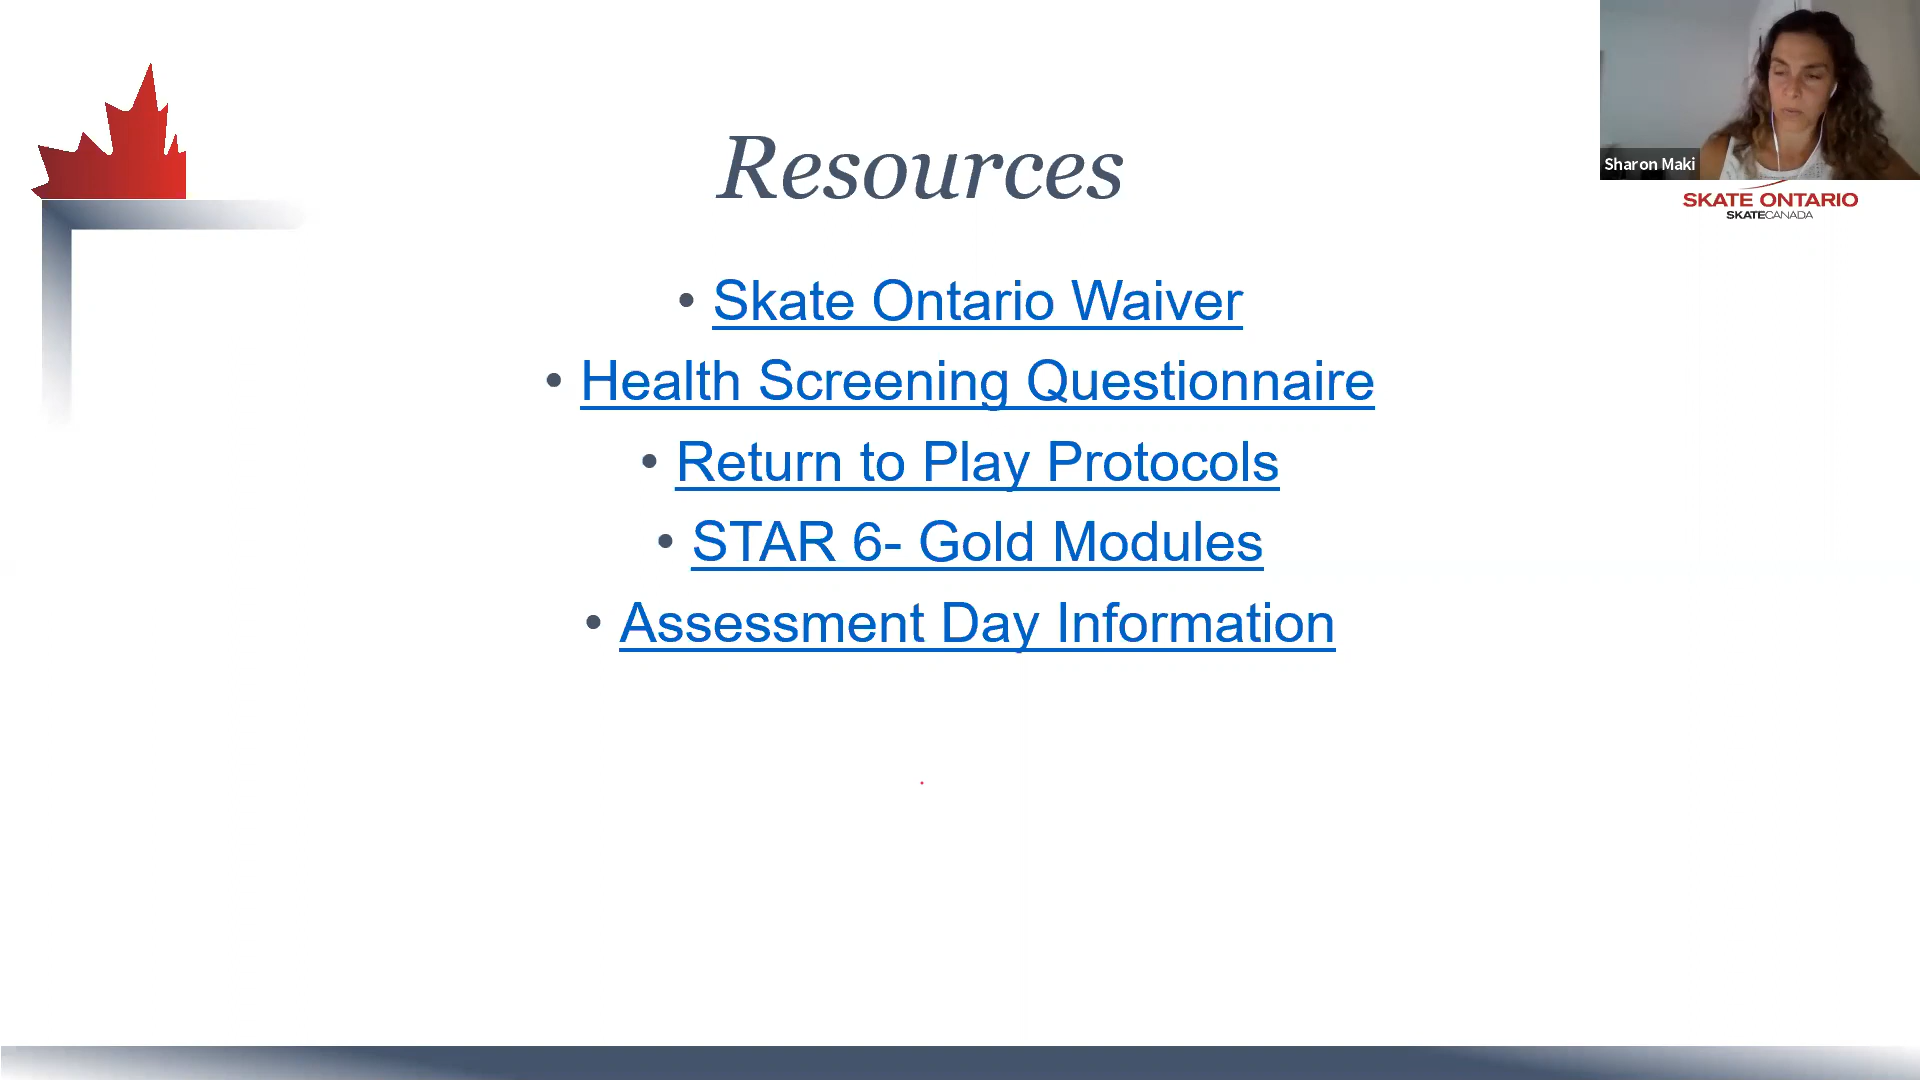 Resources
Sharon Maki
SKATE ONTARIO
SKATECANADA
• Skate Ontario Waiver
• Health Screening Questionnaire
• Return to Play Protocols
• STAR 6- Gold Modules
• Assessment Day Information